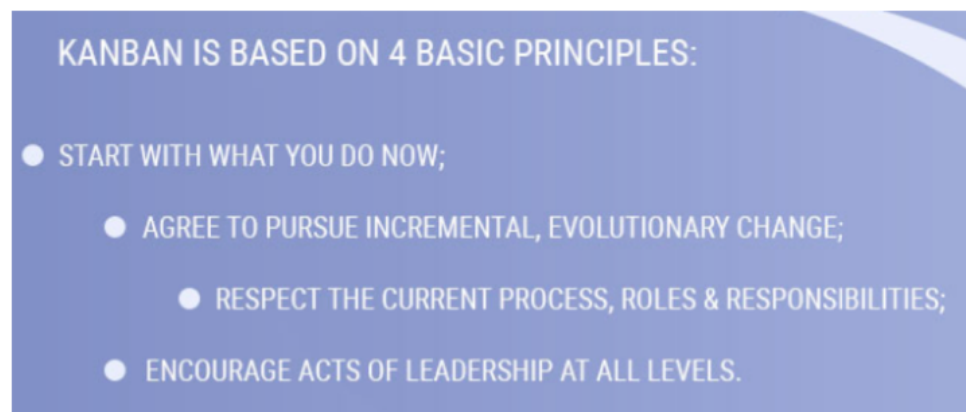 KANBAN IS BASED ON 4 BASIC PRINCIPLES:
START WITH WHAT YOU DO NOW;
AGREE TO PURSUE INCREMENTAL, EVOLUTIONARY CHANGE;
RESPECT THE CURRENT PROCESS, ROLES & RESPONSIBILITIES;
ENCOURAGE ACTS OF LEADERSHIP AT ALL LEVELS.